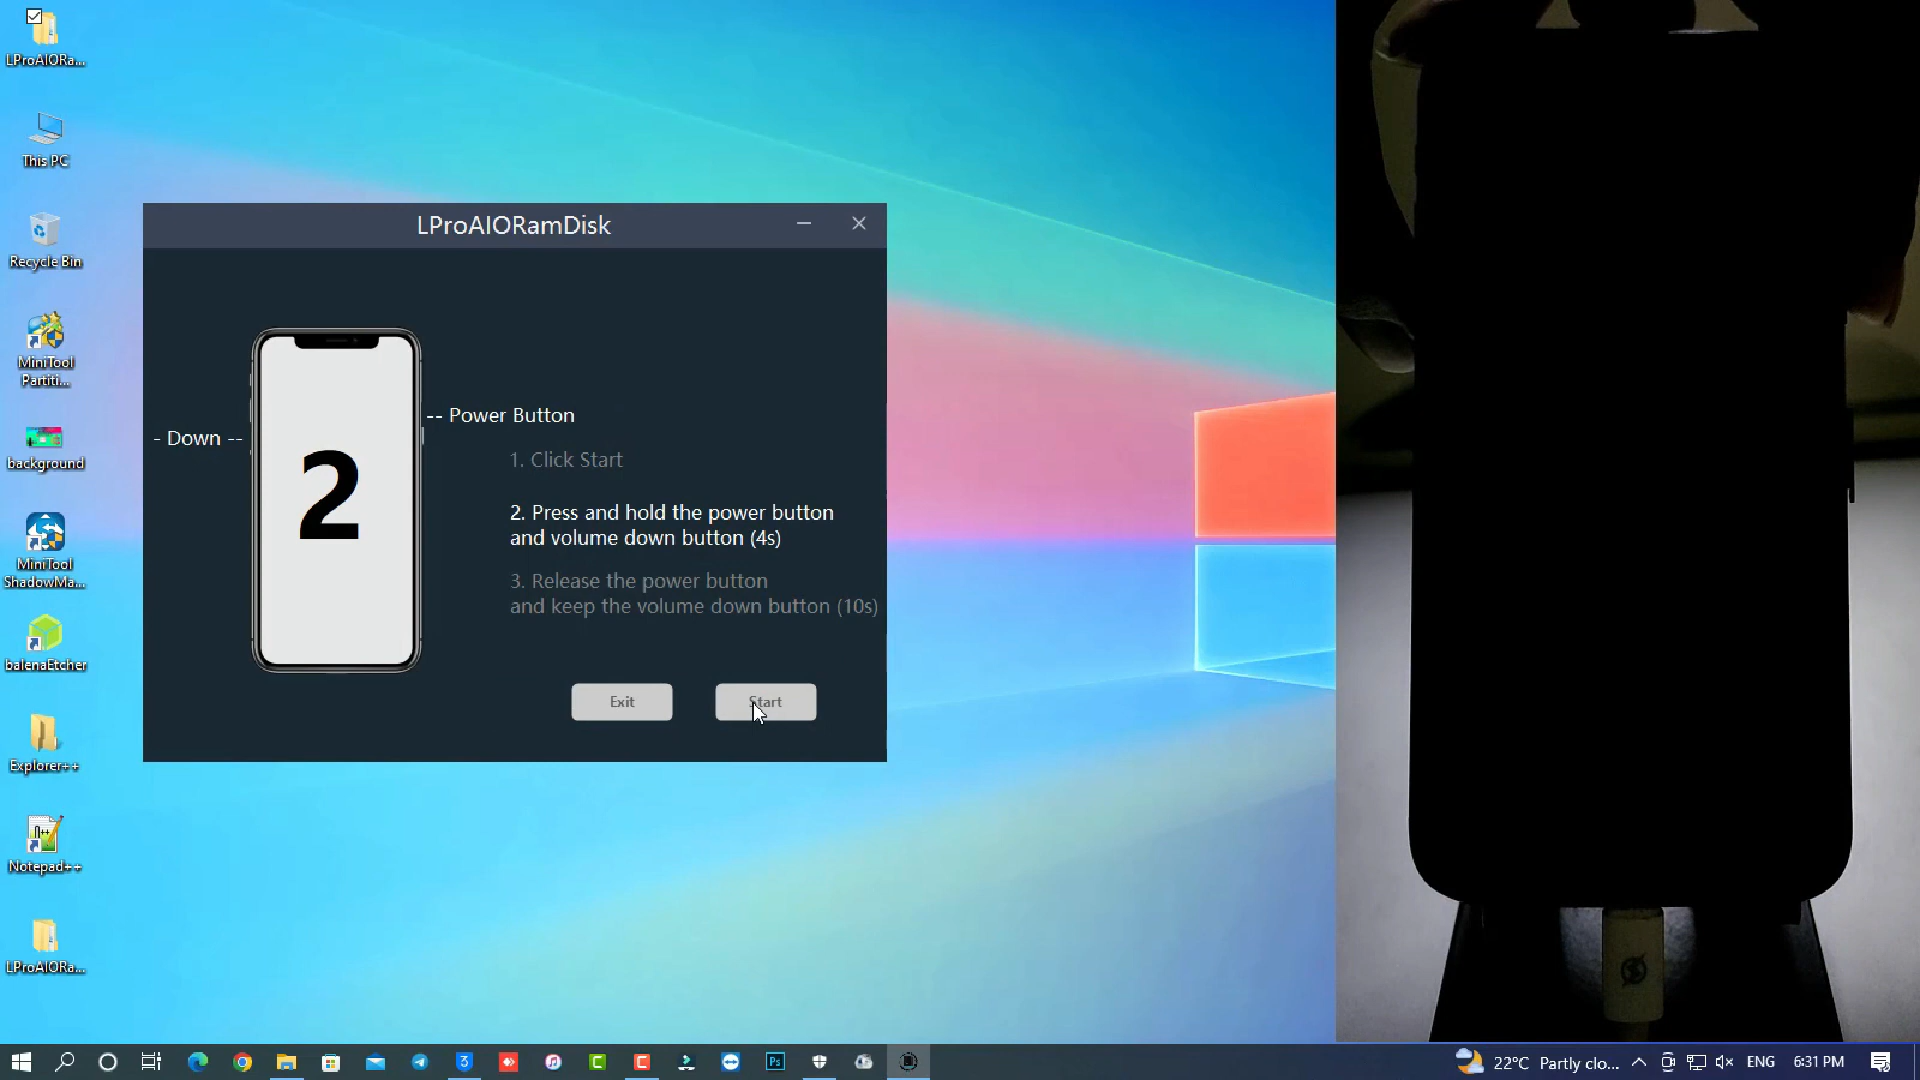 LProAIORa...
This PC
Recycle Bin
MiniTool
Partiti...
background
MiniTool
ShadowMa...
balenaEtcher
Explorer++
Notepad++
LProAIORa...
LProAIORamDisk
- Down --
2
-- Power Button
1. Click Start
2. Press and hold the power button
and volume down button (4s)
3. Release the power button
and keep the volume down button (10s)
Exit
Start
22°C Partly clo...
ENG
6:31 PM